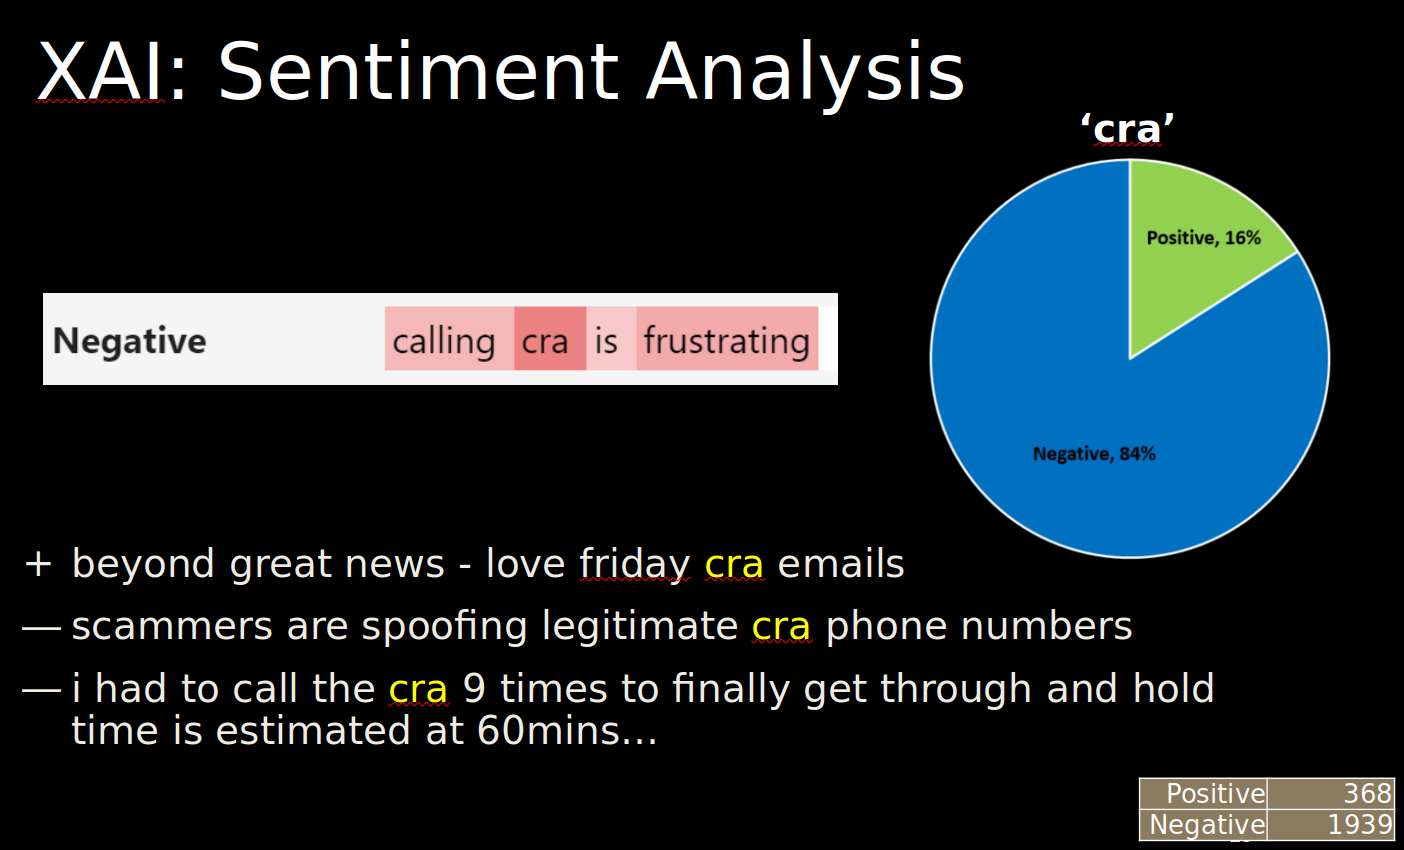 XAI: Sentiment Analysis
‘cra’
Positive, 16%
Negative, 84%
Negative calling cra is frustrating
+ beyond great news - love friday cra emails
— scammers are spoofing legitimate cra phone numbers
— i had to call the cra 9 times to finally get through and hold
time is estimated at 60mins...
Positive 368
Negative 1939